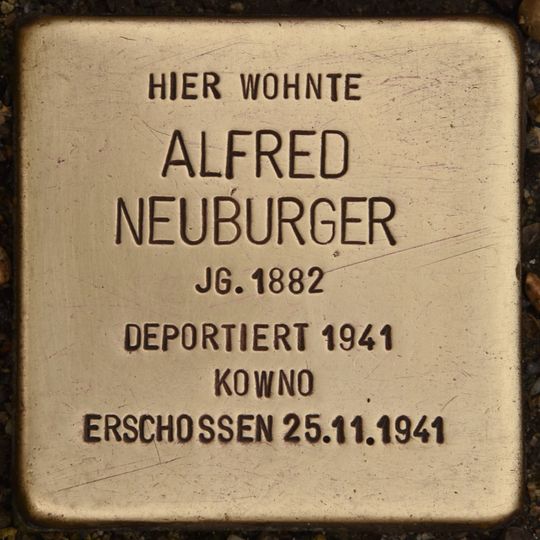 HIER WOHNTE
ALFRED
NEUBURGER
JG. 1882
DEPORTIERT 1941
KOWNO
ERSCHOSSEN 25.11.1941